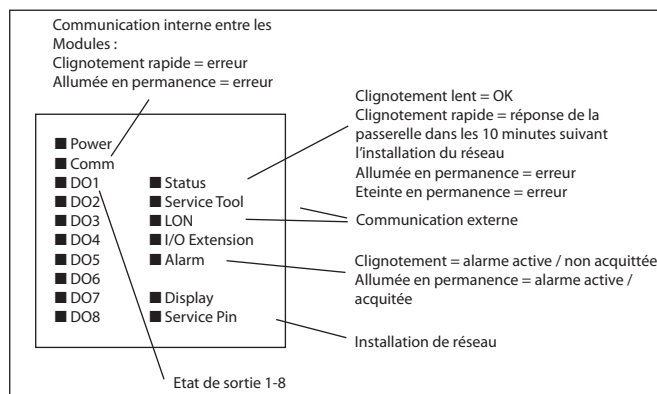 Communication interne entre les
Modules :
Clignotement rapide = erreur
Allumée en permanence = erreur
Power
Comm
DO1
DO2
DO3
DO4
DO5
DO6
DO7
DO8
Status
Service Tool
LON
I/O Extension
Alarm
Display
Service Pin
Clignotement lent = OK
Clignotement rapide = réponse de la
passerelle dans les 10 minutes suivant
l'installation du réseau
Allumée en permanence = erreur
Eteinte en permanence = erreur
Communication externe
Clignotement = alarme active / non acquittée
Allumée en permanence = alarme active /
acquitée
Installation de réseau
Etat de sortie 1-8